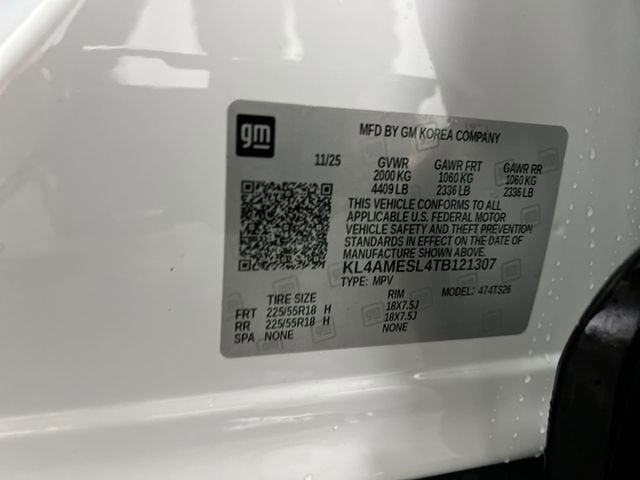 gm
MFD BY GM KOREA COMPANY
11/25 GVWR GAWR FRT GAWR RR
2000 KG 1060 KG 1060 KG
4409 LB 2336 LB 2336 LB
THIS VEHICLE CONFORMS TO ALL
APPLICABLE U.S. FEDERAL MOTOR
VEHICLE SAFETY AND THEFT PREVENTION
STANDARDS IN EFFECT ON THE DATE OF
MANUFACTURE SHOWN ABOVE.
KL4AMESL4TB121307
TYPE: MPV MODEL: 474TS26
TIRE SIZE RIM
FRT 225/55R18 H 18X7.5J
RR 225/55R18 H 18X7.5J
SPA NONE NONE